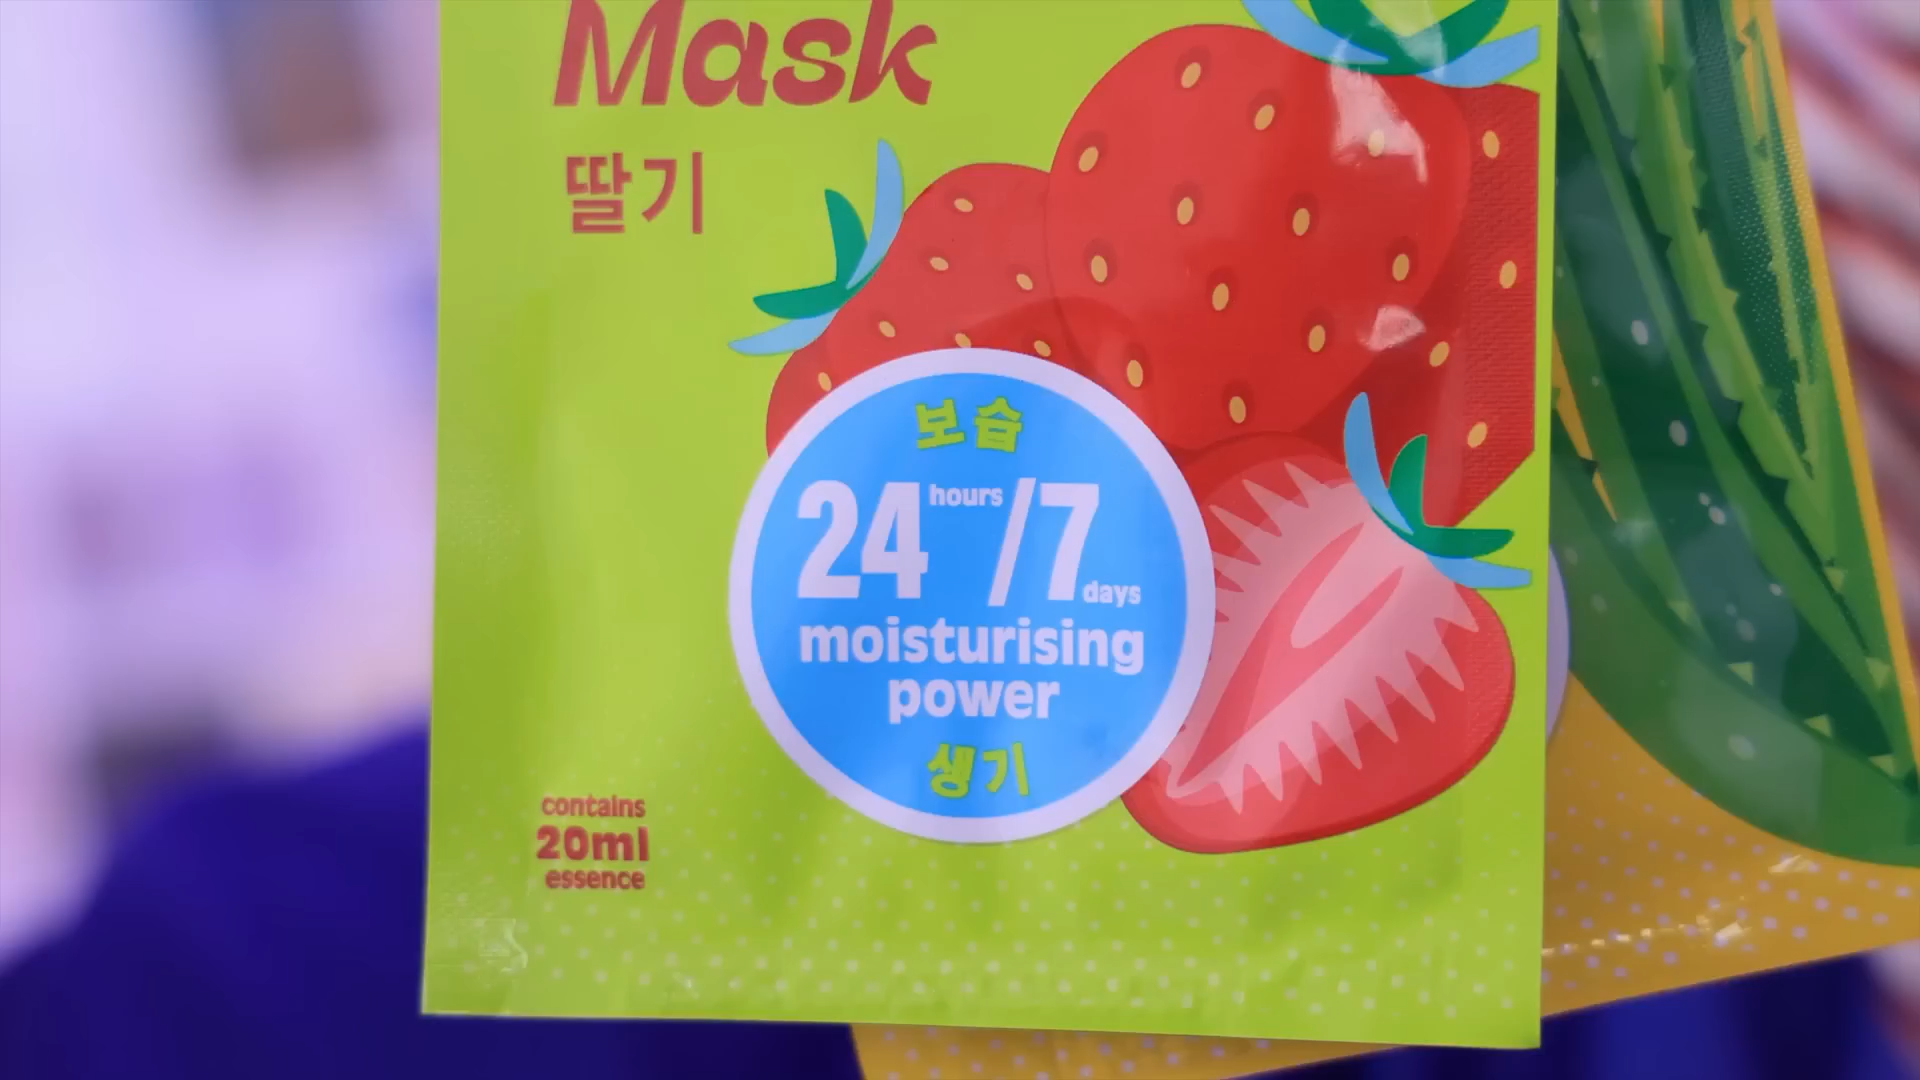 Mask
딸기
보습
24 hours/7 days
moisturising
power
생기
contains
20ml
essence